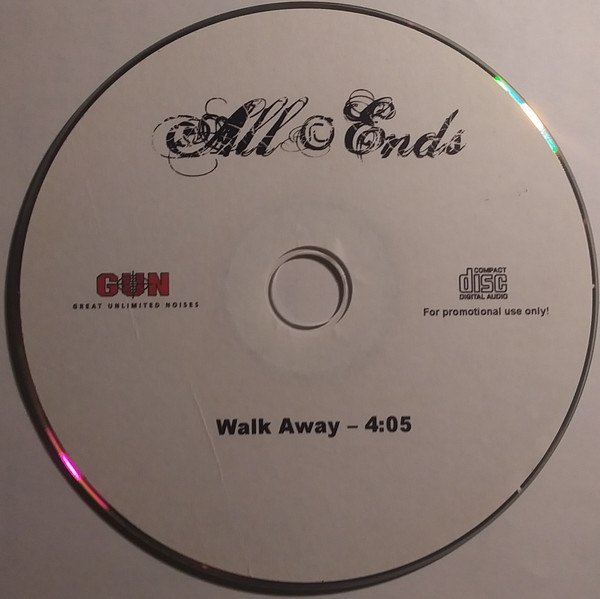 All © Ends
GUN
GREAT UNLIMITED NOISES
COMPACT
disc
DIGITAL AUDIO
For promotional use only!
Walk Away – 4:05